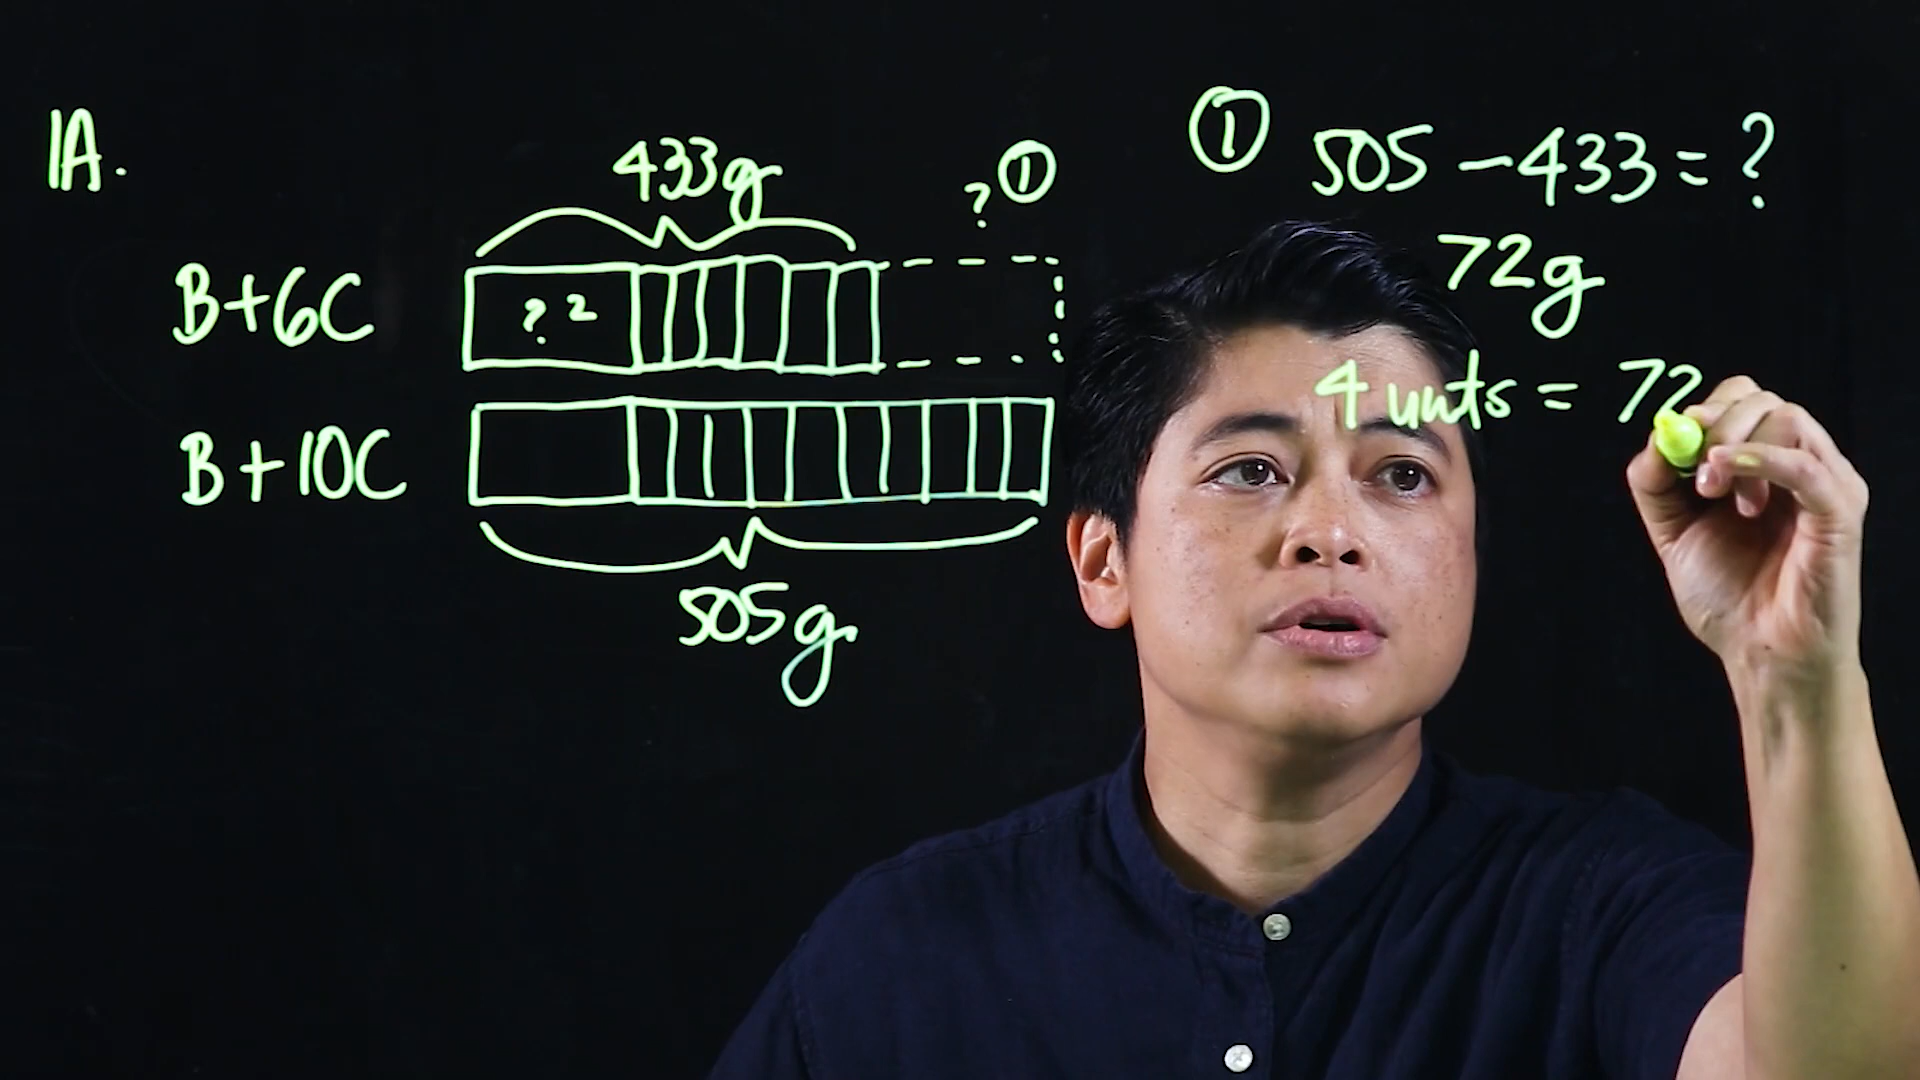 1A.
433g
? ①
B+6C
? 2
B+10C
505g.
① 505 - 433 = ?
72g
4 unts = 72